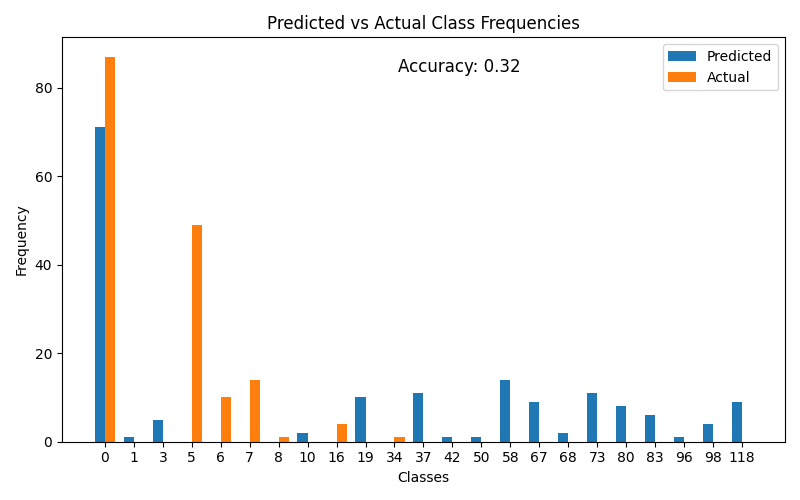 Predicted vs Actual Class Frequencies
Accuracy: 0.32
Predicted
Actual
Frequency
80
60
40
20
0
0 1 3 5 6 7 8 10 16 19 34 37 42 50 58 67 68 73 80 83 96 98 118
Classes